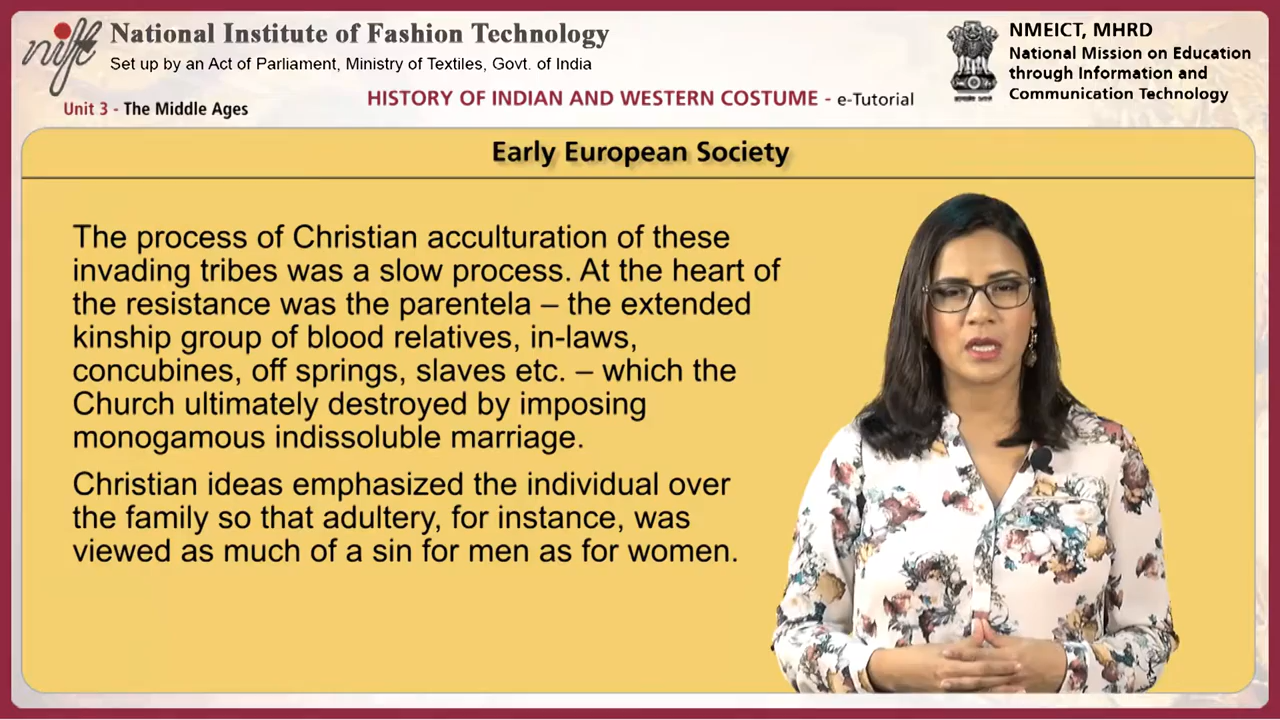 nift
National Institute of Fashion Technology
Set up by an Act of Parliament, Ministry of Textiles, Govt. of India
NMEICT, MHRD
National Mission on Education
through Information and
Communication Technology
Unit 3 - The Middle Ages
HISTORY OF INDIAN AND WESTERN COSTUME - e-Tutorial
Early European Society
The process of Christian acculturation of these
invading tribes was a slow process. At the heart of
the resistance was the parentela – the extended
kinship group of blood relatives, in-laws,
concubines, off springs, slaves etc. – which the
Church ultimately destroyed by imposing
monogamous indissoluble marriage.
Christian ideas emphasized the individual over
the family so that adultery, for instance, was
viewed as much of a sin for men as for women.